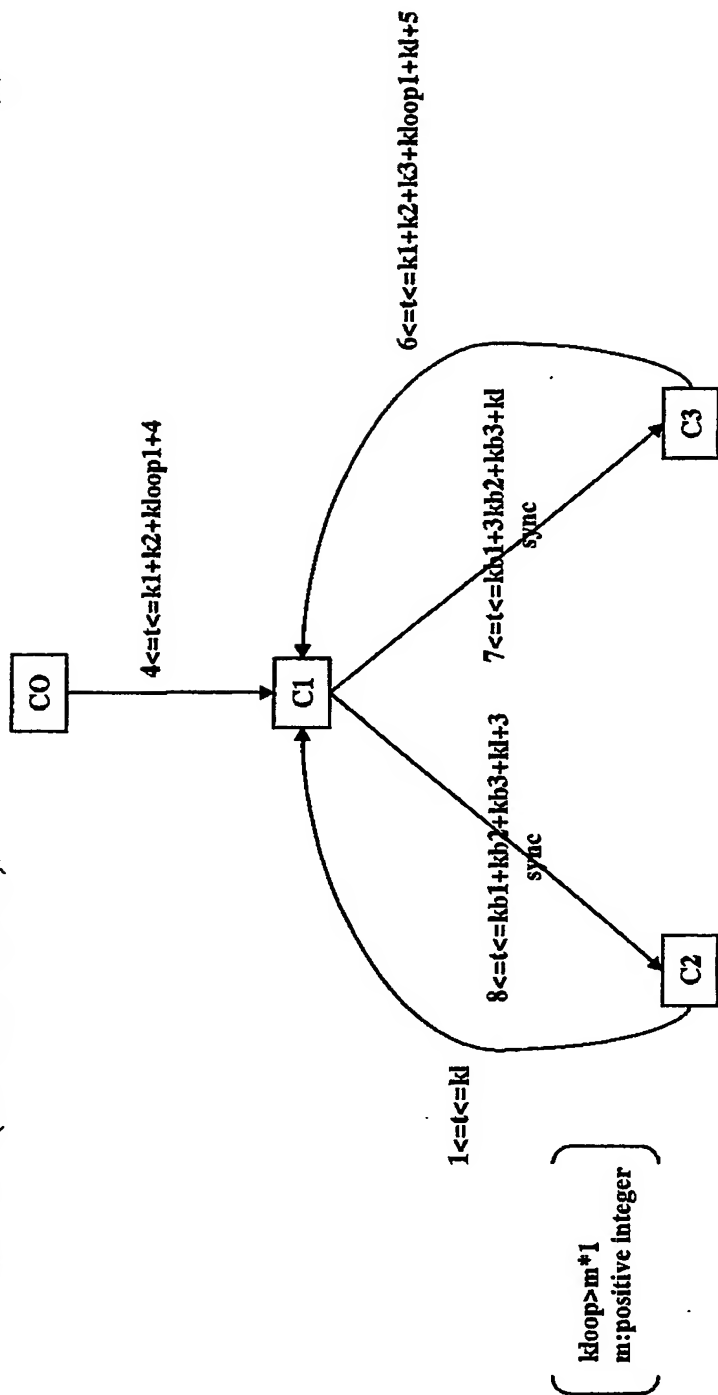 C0
4<=t<=k1+k2+kloop1+4
C1
6<=t<=k1+k2+k3+kloop1+kl+5
8<=t<=kb1+kb2+kb3+kl+3
sync
7<=t<=kb1+3kb2+kb3+kl
sync
1<=t<=kl
C2
C3
kloop>m*1
m:positive integer